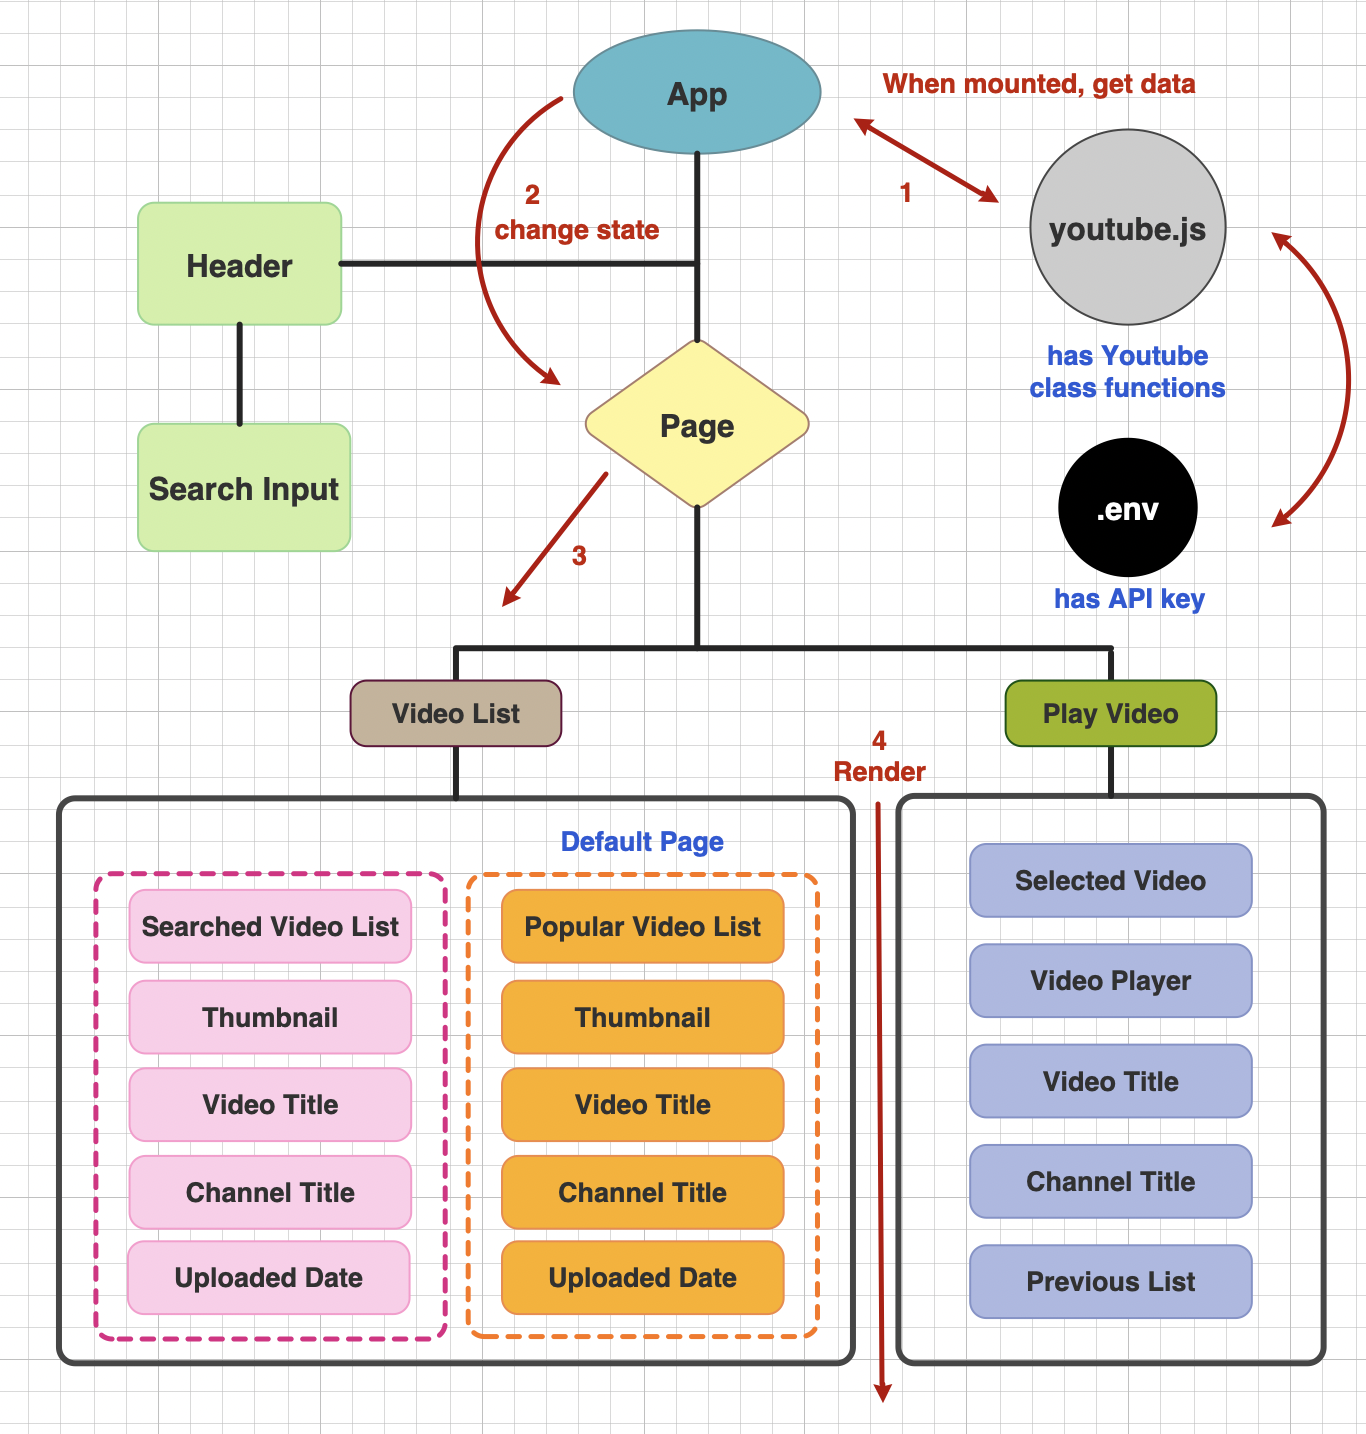 App
When mounted, get data
1
2
change state
youtube.js
Header
has Youtube
class functions
Page
Search Input
.env
3
has API key
Video List
Play Video
4
Render
Default Page
Searched Video List
Thumbnail
Video Title
Channel Title
Uploaded Date
Popular Video List
Thumbnail
Video Title
Channel Title
Uploaded Date
Selected Video
Video Player
Video Title
Channel Title
Previous List